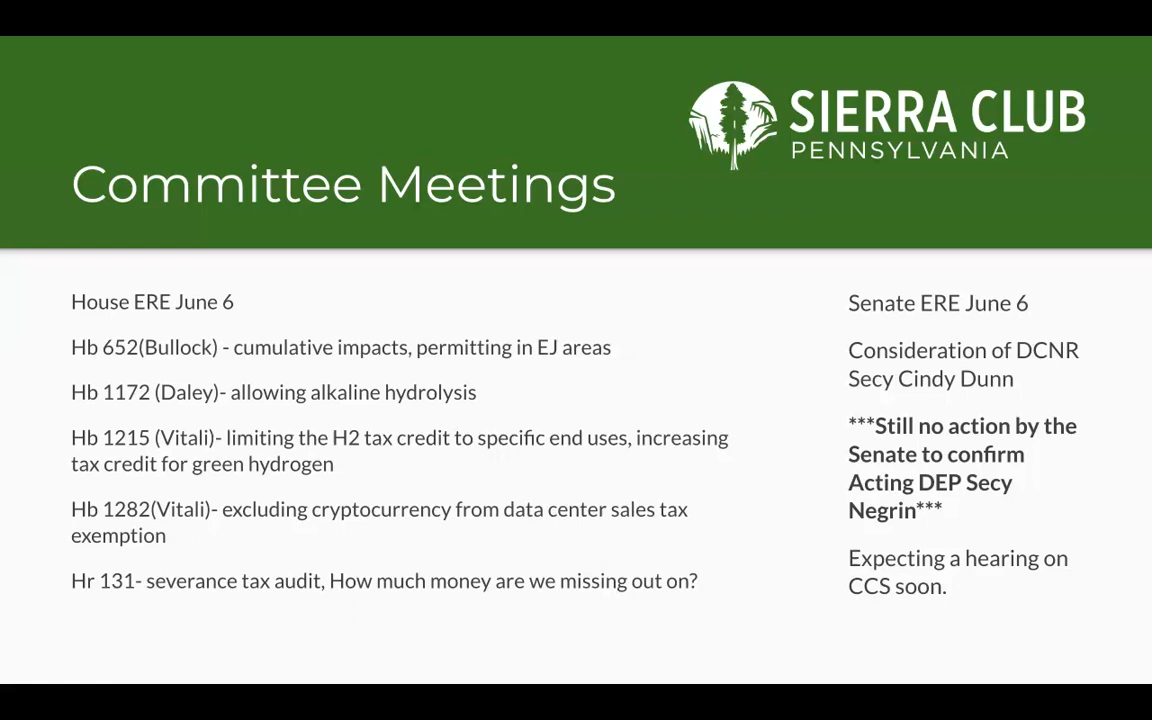 SIERRA CLUB
PENNSYLVANIA
Committee Meetings
House ERE June 6
Hb 652(Bullock) - cumulative impacts, permitting in EJ areas
Hb 1172 (Daley)- allowing alkaline hydrolysis
Hb 1215 (Vitali)- limiting the H2 tax credit to specific end uses, increasing
tax credit for green hydrogen
Hb 1282(Vitali)- excluding cryptocurrency from data center sales tax
exemption
Hr 131- severance tax audit, How much money are we missing out on?
Senate ERE June 6
Consideration of DCNR
Secy Cindy Dunn
***Still no action by the
Senate to confirm
Acting DEP Secy
Negrin***
Expecting a hearing on
CCS soon.